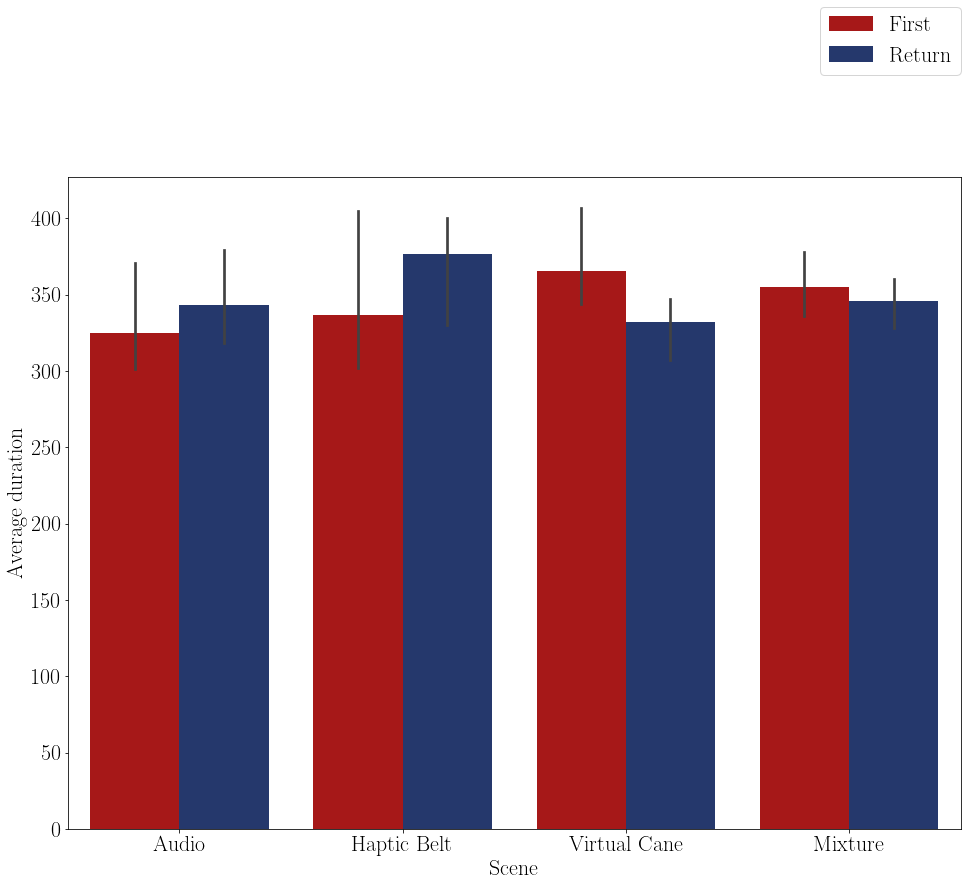 First
Return
400
350
300
250
200
150
100
50
0
Average duration
Audio
Haptic Belt
Virtual Cane
Mixture
Scene